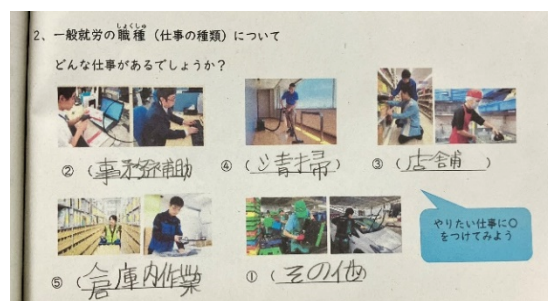 2、一般就労の職種（仕事の種類）について
しょくしゅ
どんな仕事があるでしょうか？
②（事務補助）
④（清掃）
③（店舗）
⑤（倉庫内作業
①（その他）
やりたい仕事に○
をつけてみよう